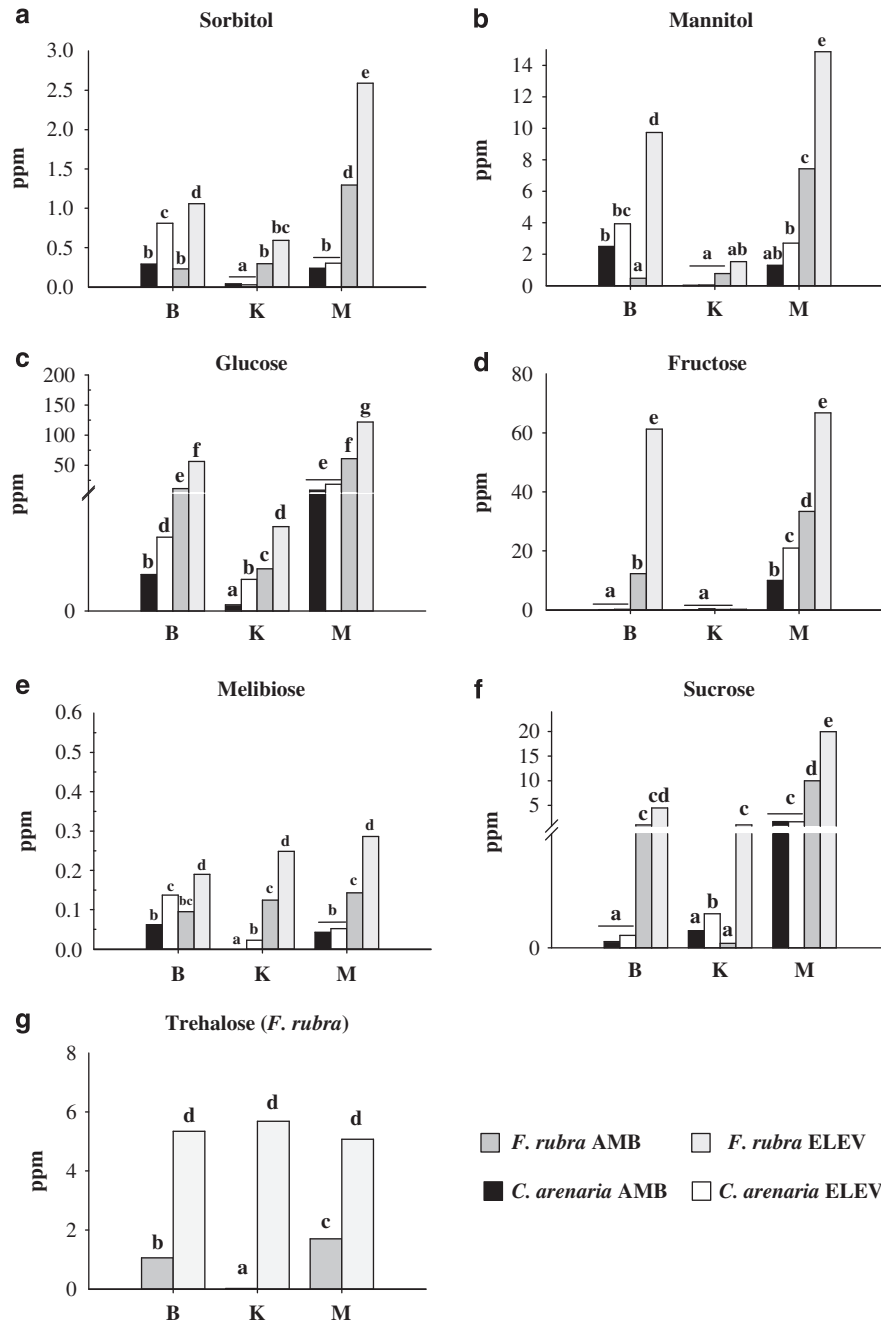 a
Sorbitol
3.0
2.5
2.0
1.5
1.0
0.5
0.0
ppm
b c b d
a b bc
b d e
B K M
b
Mannitol
14
12
10
8
6
4
2
0
ppm
b bc a d
a ab
ab b c e
B K M
c
Glucose
200
150
100
50
0
ppm
b d e f
a b c d
e f g
B K M
d
Fructose
80
60
40
20
0
ppm
a b e
a
b c d e
B K M
e
Melibiose
0.6
0.5
0.4
0.3
0.2
0.1
0.0
ppm
b c bc d
a b c d
b c d
B K M
f
Sucrose
20
15
10
5
0
ppm
a c cd
a b a c
c d e
B K M
g
Trehalose (F. rubra)
8
6
4
2
0
ppm
b d
a d
c d
B K M
F. rubra AMB F. rubra ELEV
C. arenaria AMB C. arenaria ELEV